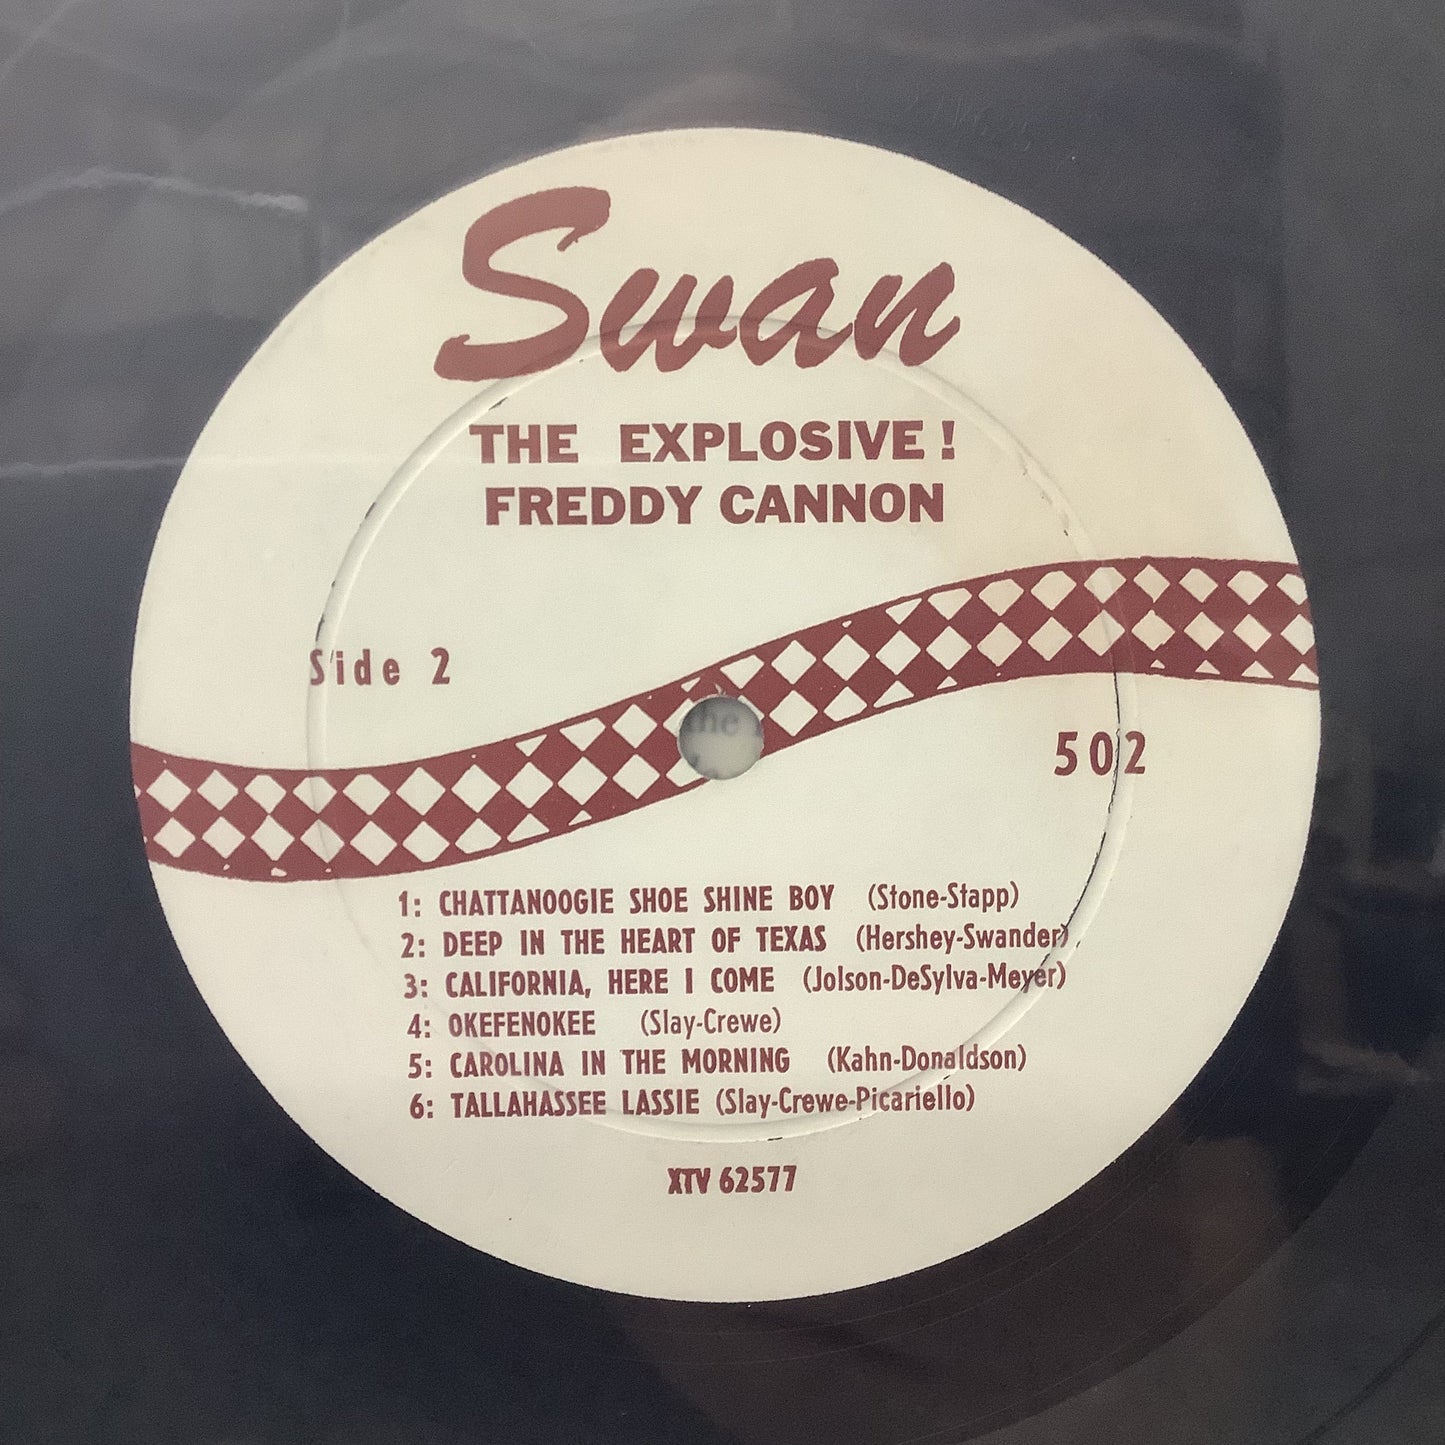 Swan
THE EXPLOSIVE!
FREDDY CANNON
Side 2
the
502
1: CHATTANOOGIE SHOE SHINE BOY (Stone-Stapp)
2: DEEP IN THE HEART OF TEXAS (Hershey-Swander)
3: CALIFORNIA, HERE I COME (Jolson-DeSylva-Meyer)
4: OKEFENOKEE (Slay-Crewe)
5: CAROLINA IN THE MORNING (Kahn-Donaldson)
6: TALLAHASSEE LASSIE (Slay-Crewe-Picariello)
XTV 62577